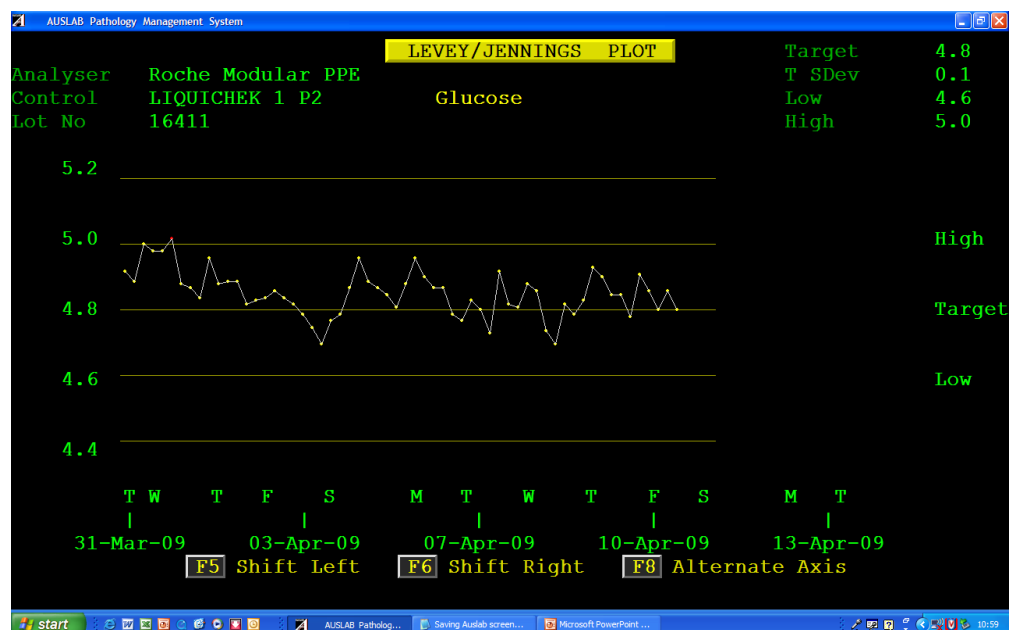 AUSLAB Pathology Management System
LEVEY/JENNINGS PLOT
Target 4.8
Analyser Roche Modular PPE
T SDev 0.1
Control LIQUICHEK 1 P2 Glucose
Low 4.6
Lot No 16411
High 5.0
5.2
5.0 High
4.8 Target
4.6 Low
4.4
T W T F S M T W T F S M T
31-Mar-09 03-Apr-09 07-Apr-09 10-Apr-09 13-Apr-09
F5 Shift Left F6 Shift Right F8 Alternate Axis
start AUSLAB Patholog... Saving Auslab screen... Microsoft PowerPoint ... 10:59